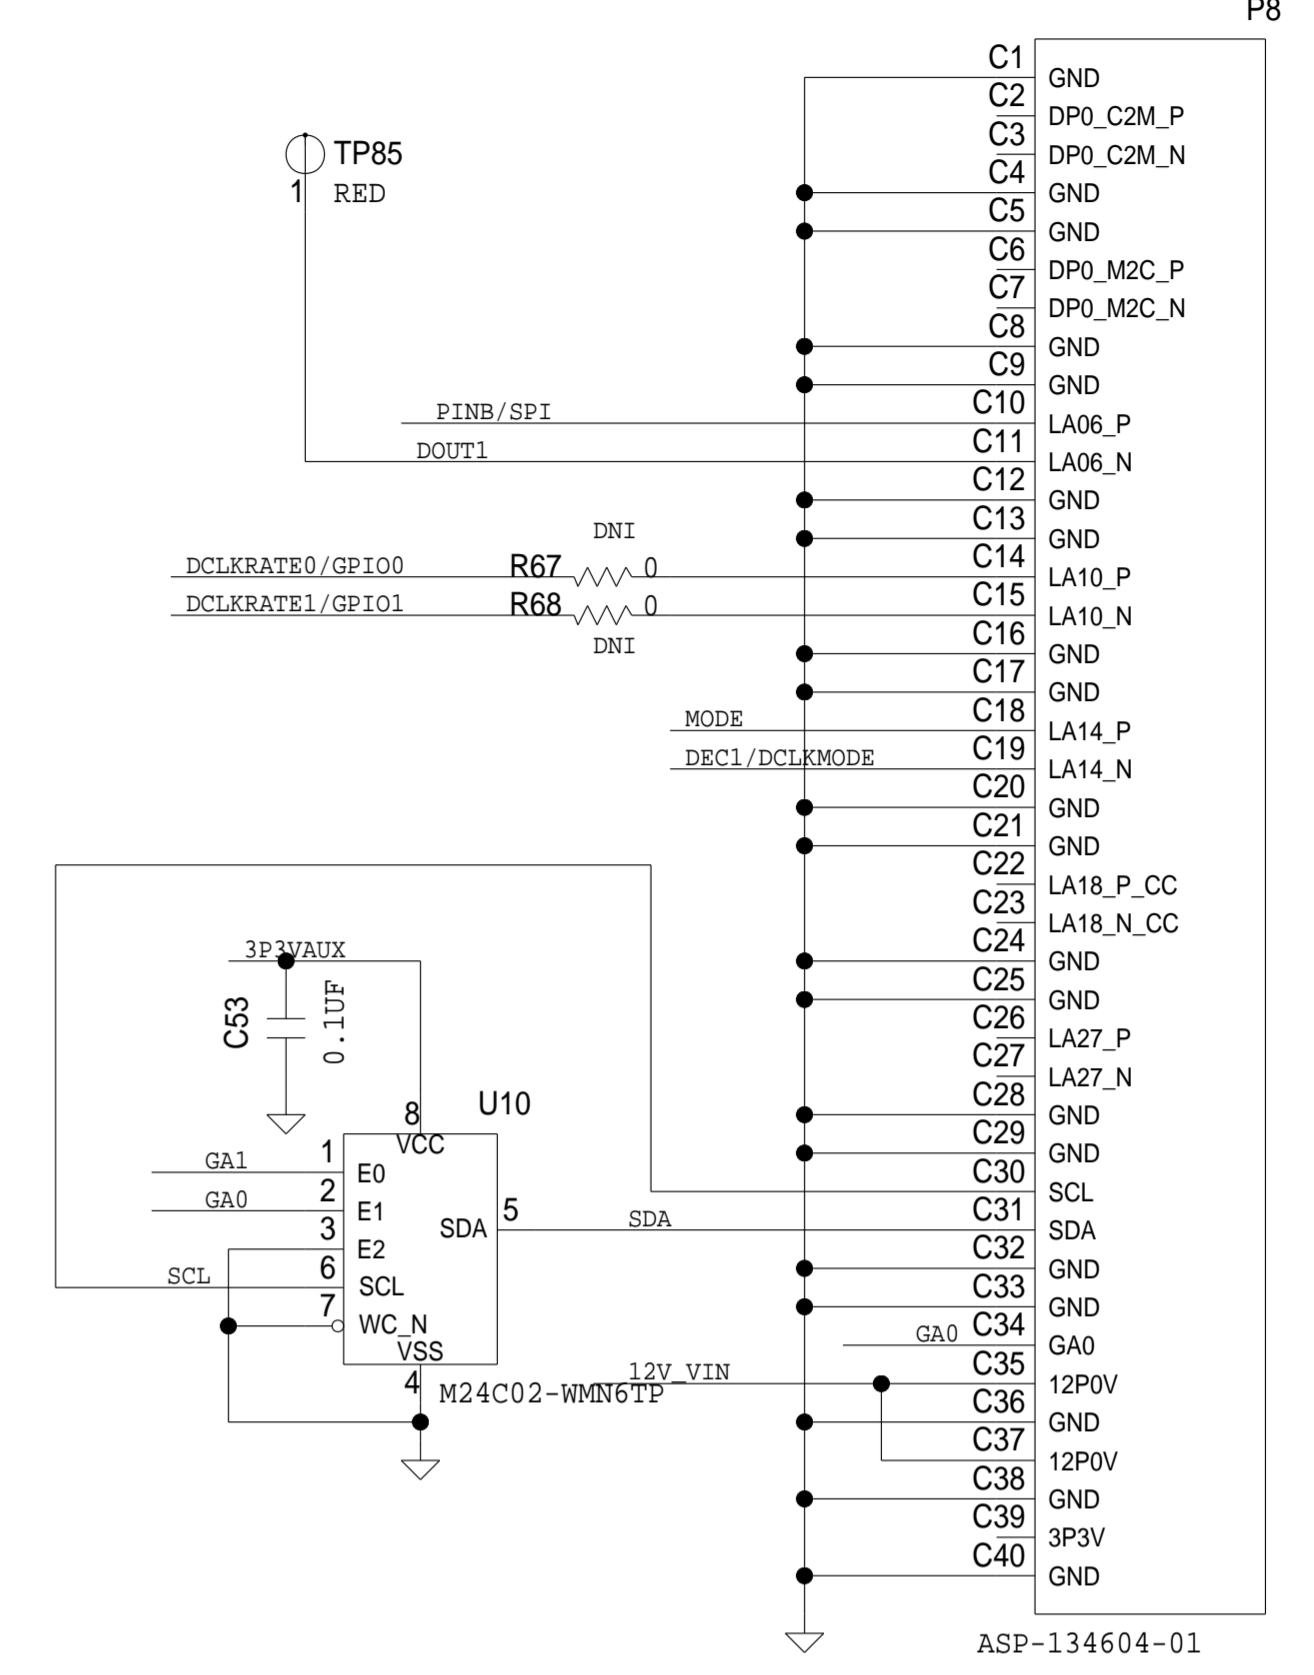 P8
C1 GND
C2 DP0_C2M_P
TP85
C3 DP0_C2M_N
1 RED
C4 GND
C5 GND
C6 DP0_M2C_P
C7 DP0_M2C_N
C8 GND
C9 GND
PINB/SPI C10 LA06_P
DOUT1 C11 LA06_N
C12 GND
DNI
C13 GND
DCLKRATE0/GPIO0 R67 0 C14 LA10_P
DCLKRATE1/GPIO1 R68 0 C15 LA10_N
DNI
C16 GND
C17 GND
MODE C18 LA14_P
DEC1/DCLKMODE C19 LA14_N
C20 GND
C21 GND
C22 LA18_P_CC
C23 LA18_N_CC
3P3VAUX C24 GND
C25 GND
C53 0.1UF
C26 LA27_P
C27 LA27_N
C28 GND
8 U10
VCC
C29 GND
GA1 1 E0
C30 SCL
GA0 2 E1
5 SDA SDA C31 SDA
3 E2
C32 GND
SCL 6 SCL
C33 GND
7 WC_N
VSS
GA0 C34 GA0
4 M24C02-WMN6TP
12V_VIN C35 12P0V
C36 GND
C37 12P0V
C38 GND
C39 3P3V
C40 GND
ASP-134604-01